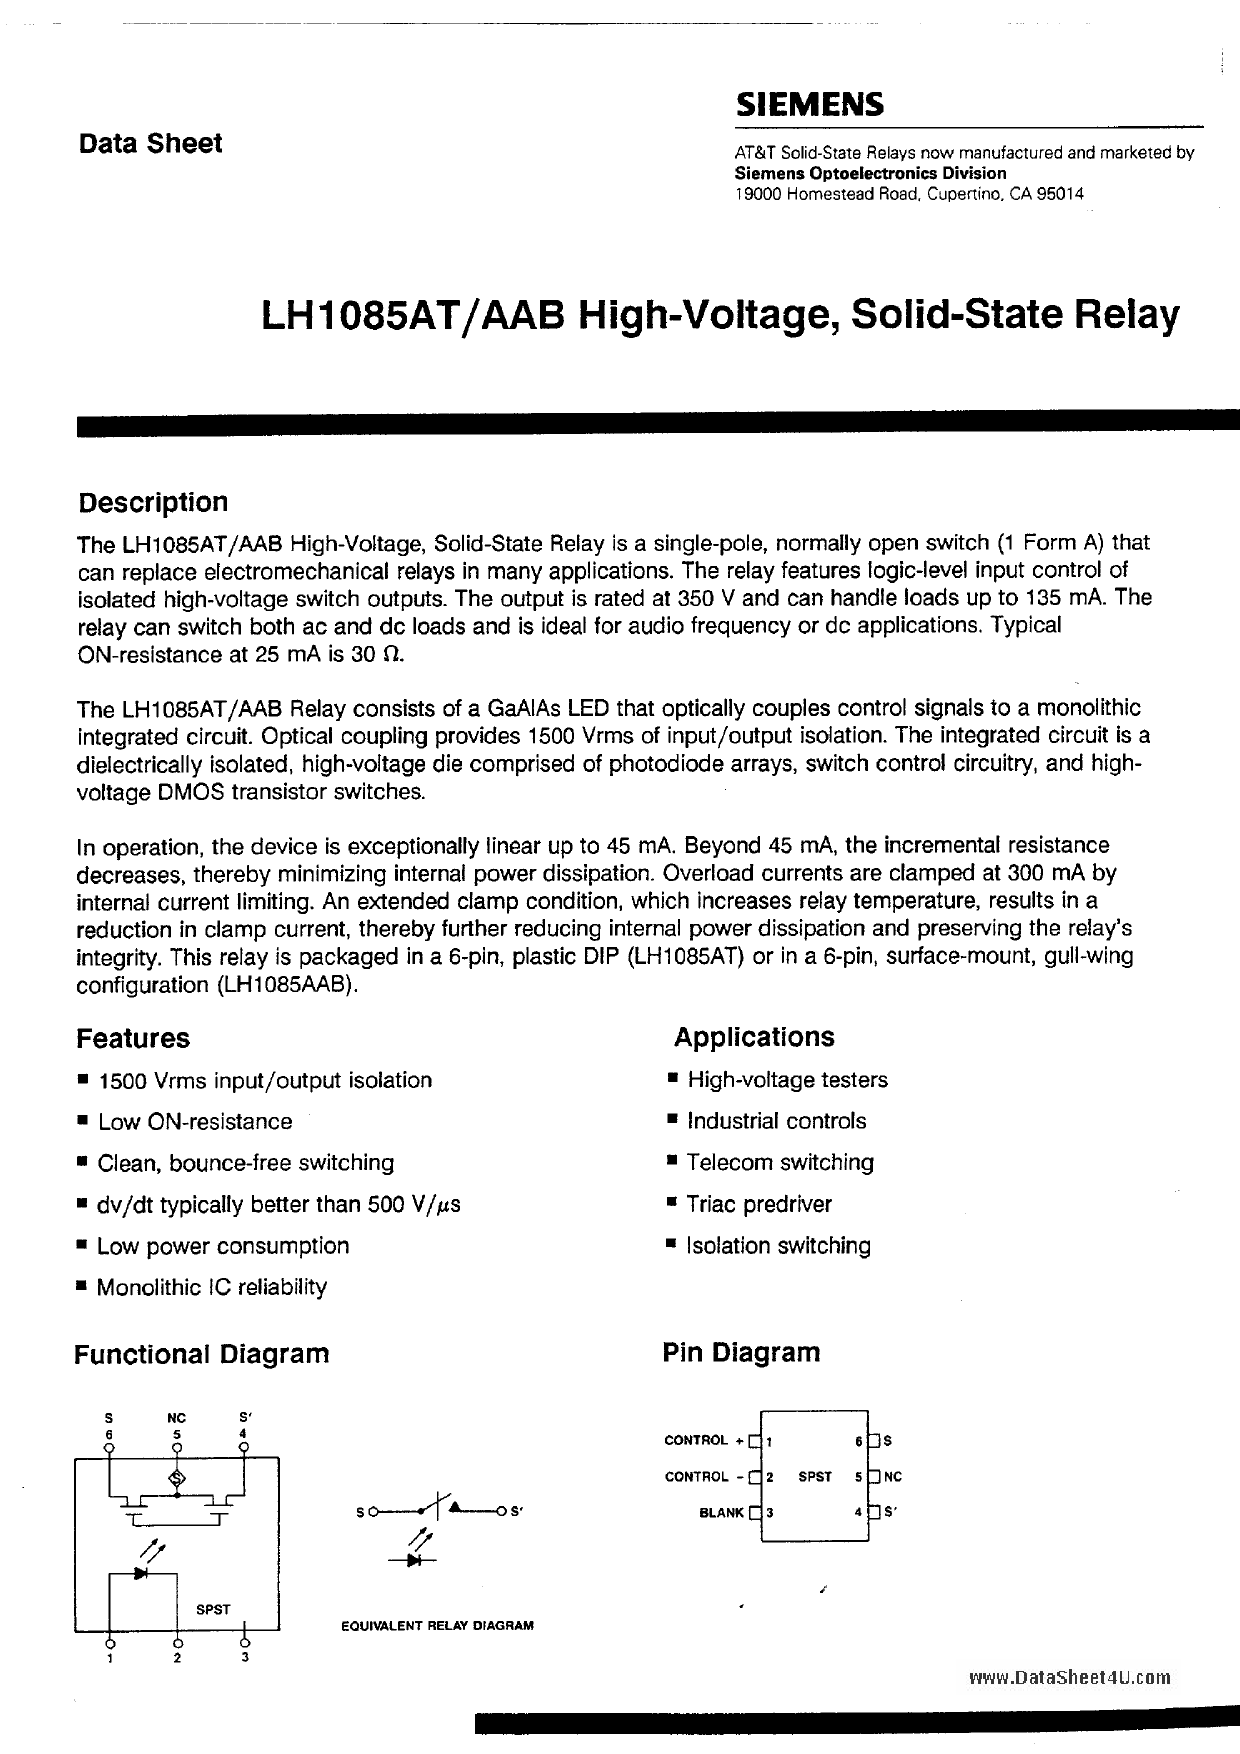 SIEMENS
Data Sheet
AT&T Solid-State Relays now manufactured and marketed by
Siemens Optoelectronics Division
19000 Homestead Road, Cupertino, CA 95014
LH1085AT/AAB High-Voltage, Solid-State Relay
Description
The LH1085AT/AAB High-Voltage, Solid-State Relay is a single-pole, normally open switch (1 Form A) that
can replace electromechanical relays in many applications. The relay features logic-level input control of
isolated high-voltage switch outputs. The output is rated at 350 V and can handle loads up to 135 mA. The
relay can switch both ac and dc loads and is ideal for audio frequency or dc applications. Typical
ON-resistance at 25 mA is 30 Ω.
The LH1085AT/AAB Relay consists of a GaAlAs LED that optically couples control signals to a monolithic
integrated circuit. Optical coupling provides 1500 Vrms of input/output isolation. The integrated circuit is a
dielectrically isolated, high-voltage die comprised of photodiode arrays, switch control circuitry, and high-
voltage DMOS transistor switches.
In operation, the device is exceptionally linear up to 45 mA. Beyond 45 mA, the incremental resistance
decreases, thereby minimizing internal power dissipation. Overload currents are clamped at 300 mA by
internal current limiting. An extended clamp condition, which increases relay temperature, results in a
reduction in clamp current, thereby further reducing internal power dissipation and preserving the relay's
integrity. This relay is packaged in a 6-pin, plastic DIP (LH1085AT) or in a 6-pin, surface-mount, gull-wing
configuration (LH1085AAB).
Features
■ 1500 Vrms input/output isolation
■ Low ON-resistance
■ Clean, bounce-free switching
■ dv/dt typically better than 500 V/μs
■ Low power consumption
■ Monolithic IC reliability
Applications
■ High-voltage testers
■ Industrial controls
■ Telecom switching
■ Triac predriver
■ Isolation switching
Functional Diagram
S NC S'
6 5 4
S
SPST
1 2 3
S S'
EQUIVALENT RELAY DIAGRAM
Pin Diagram
CONTROL + 1 6 S
CONTROL - 2 SPST 5 NC
BLANK 3 4 S'
www.DataSheet4U.com